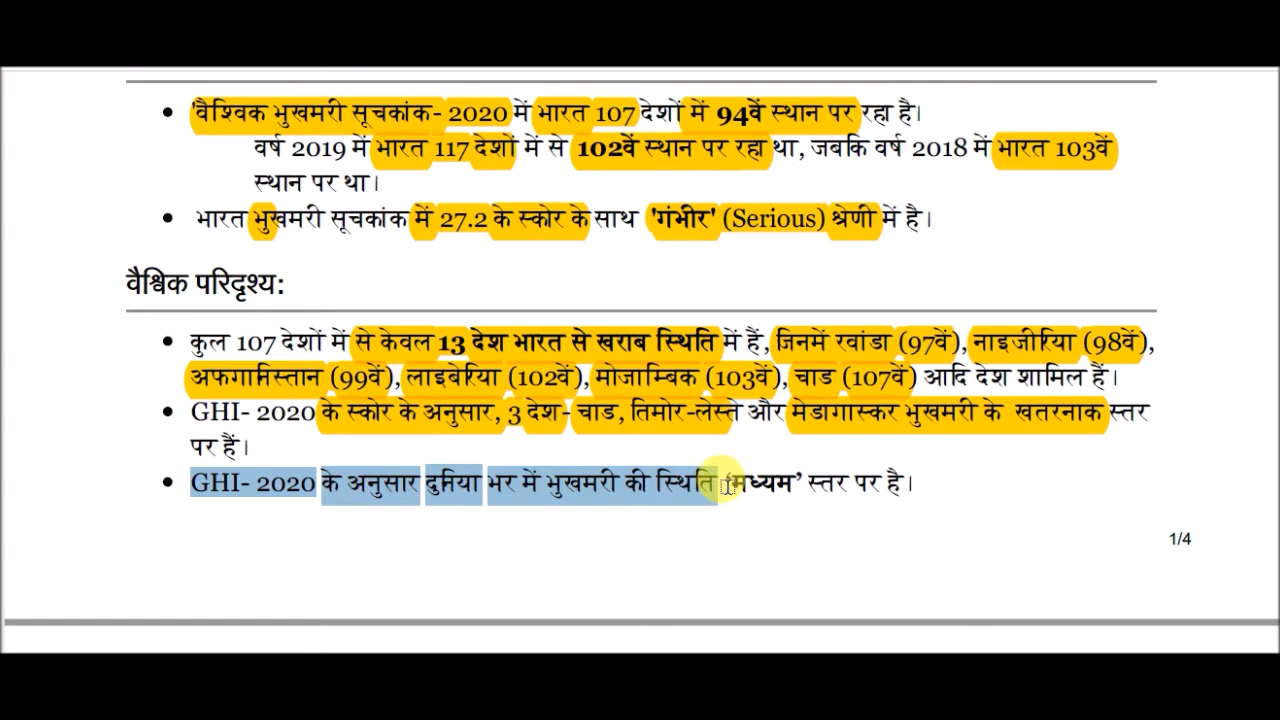 'वैश्विक भुखमरी सूचकांक- 2020 में भारत 107 देशों में 94वें स्थान पर रहा है।
वर्ष 2019 में भारत 117 देशों में से 102वें स्थान पर रहा था, जबकि वर्ष 2018 में भारत 103वें
स्थान पर था।
भारत भुखमरी सूचकांक में 27.2 के स्कोर के साथ 'गंभीर' (Serious) श्रेणी में है।
वैश्विक परिदृश्य:
कुल 107 देशों में से केवल 13 देश भारत से खराब स्थिति में हैं, जिनमें रवांडा (97वें), नाइजीरिया (98वें),
अफगानिस्तान (99वें), लाइबेरिया (102वें), मोजाम्बिक (103वें), चाड (107वें) आदि देश शामिल हैं।
GHI- 2020 के स्कोर के अनुसार, 3 देश- चाड, तिमोर-लेस्ते और मेडागास्कर भुखमरी के खतरनाक स्तर
पर हैं।
GHI- 2020 के अनुसार दुनिया भर में भुखमरी की स्थिति ‘मध्यम’ स्तर पर है।
1/4